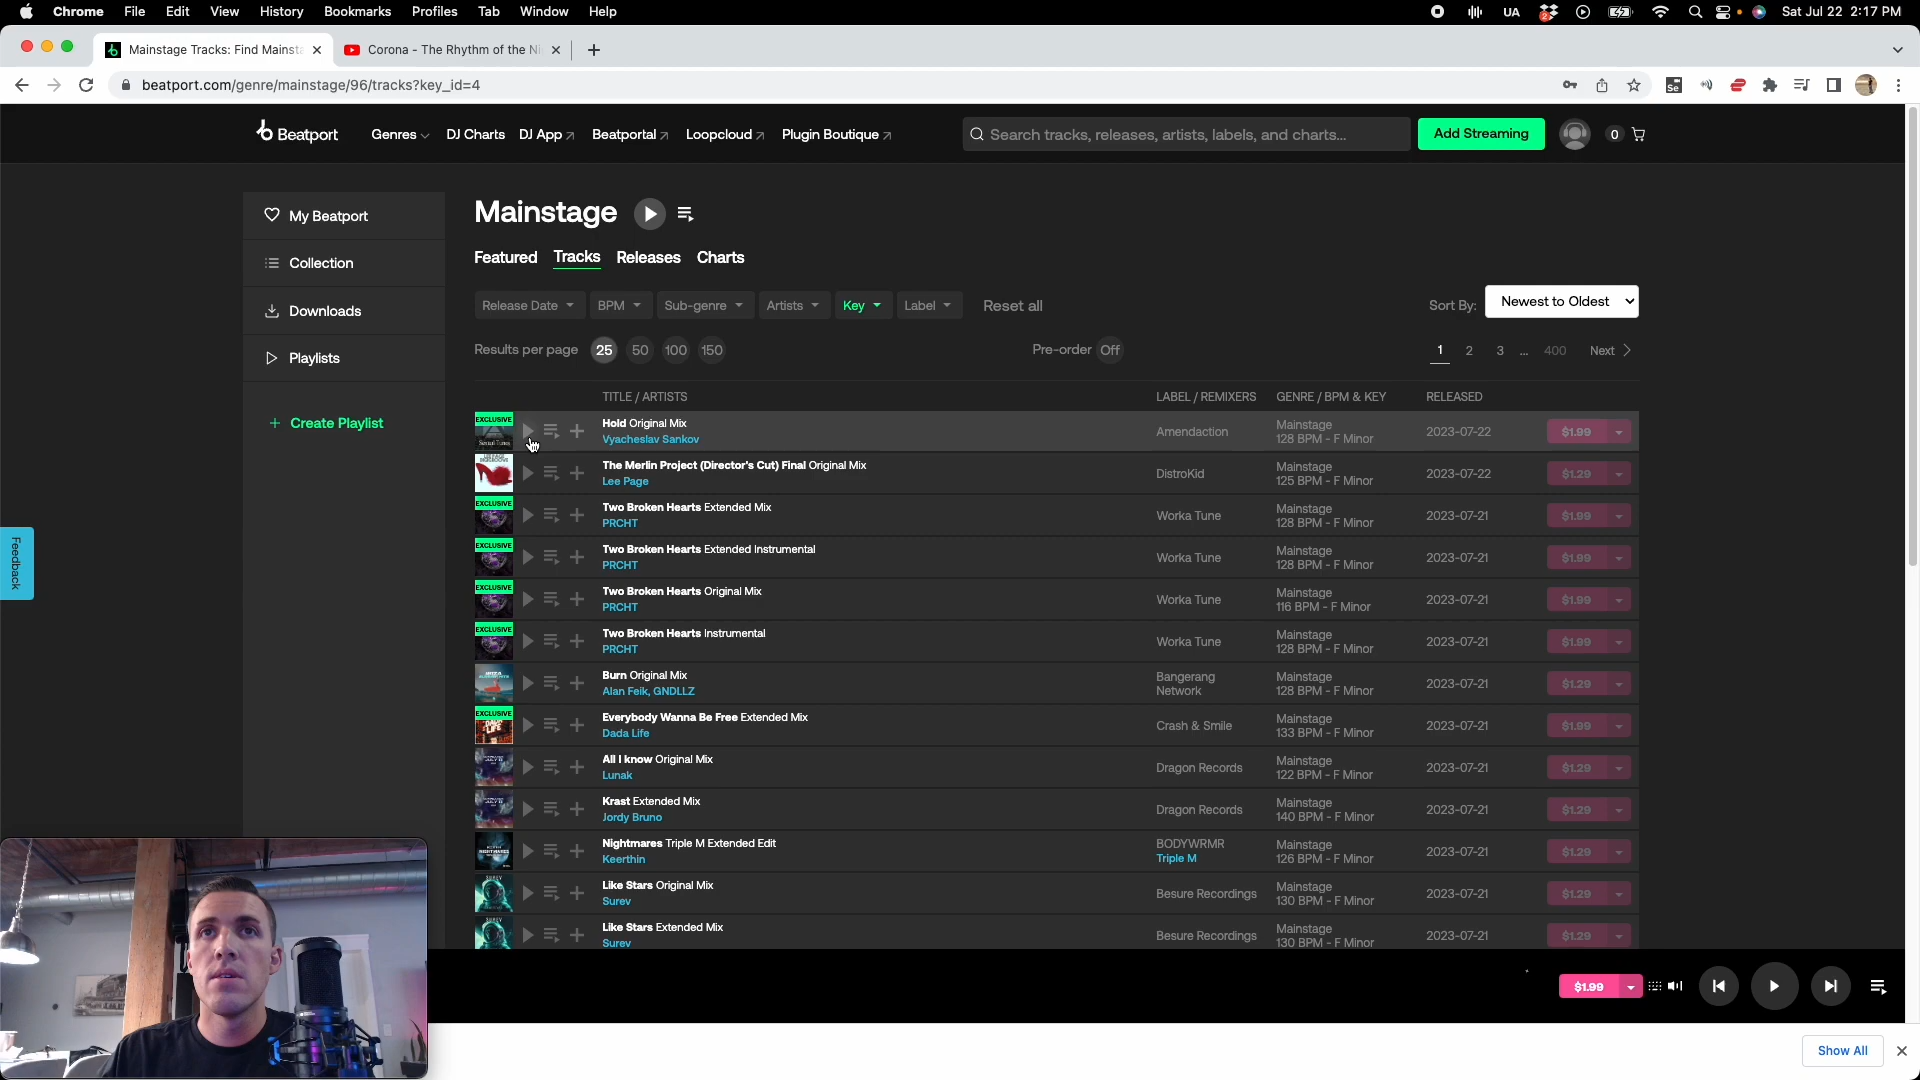 Chrome File Edit View History Bookmarks Profiles Tab Window Help
UA 2 Sat Jul 22 2:17 PM
Mainstage Tracks: Find Mainsta
Corona - The Rhythm of the Ni
beatport.com/genre/mainstage/96/tracks?key_id=4
Se
Beatport Genres DJ Charts DJ App Beatportal Loopcloud Plugin Boutique
Search tracks, releases, artists, labels, and charts...
Add Streaming 0
My Beatport
Collection
Downloads
Playlists
+ Create Playlist
Feedback
Mainstage
Featured Tracks Releases Charts
Release Date BPM Sub-genre Artists Key Label Reset all
Sort By: Newest to Oldest
Results per page 25 50 100 150 Pre-order Off 1 2 3 ... 400 Next
TITLE / ARTISTS LABEL / REMIXERS GENRE / BPM & KEY RELEASED
EXCLUSIVE
Hold Original Mix
Vyacheslav Sankov
Amendaction
Mainstage
128 BPM - F Minor
2023-07-22
$1.99
The Merlin Project (Director's Cut) Final Original Mix
Lee Page
DistroKid
Mainstage
125 BPM - F Minor
2023-07-22
$1.29
EXCLUSIVE
Two Broken Hearts Extended Mix
PRCHT
Worka Tune
Mainstage
128 BPM - F Minor
2023-07-21
$1.99
EXCLUSIVE
Two Broken Hearts Extended Instrumental
PRCHT
Worka Tune
Mainstage
128 BPM - F Minor
2023-07-21
$1.99
EXCLUSIVE
Two Broken Hearts Original Mix
PRCHT
Worka Tune
Mainstage
116 BPM - F Minor
2023-07-21
$1.99
EXCLUSIVE
Two Broken Hearts Instrumental
PRCHT
Worka Tune
Mainstage
128 BPM - F Minor
2023-07-21
$1.99
Burn Original Mix
Alan Feik, GNDLLZ
Bangerang
Network
Mainstage
128 BPM - F Minor
2023-07-21
$1.29
EXCLUSIVE
Everybody Wanna Be Free Extended Mix
Dada Life
Crash & Smile
Mainstage
133 BPM - F Minor
2023-07-21
$1.99
All I know Original Mix
Lunak
Dragon Records
Mainstage
122 BPM - F Minor
2023-07-21
$1.29
Krast Extended Mix
Jordy Bruno
Dragon Records
Mainstage
140 BPM - F Minor
2023-07-21
$1.29
Nightmares Triple M Extended Edit
Keerthin
BODYWRMR
Triple M
Mainstage
126 BPM - F Minor
2023-07-21
$1.29
Like Stars Original Mix
Surev
Besure Recordings
Mainstage
130 BPM - F Minor
2023-07-21
$1.29
Like Stars Extended Mix
Surev
Besure Recordings
Mainstage
130 BPM - F Minor
2023-07-21
$1.29
$1.99
Show All